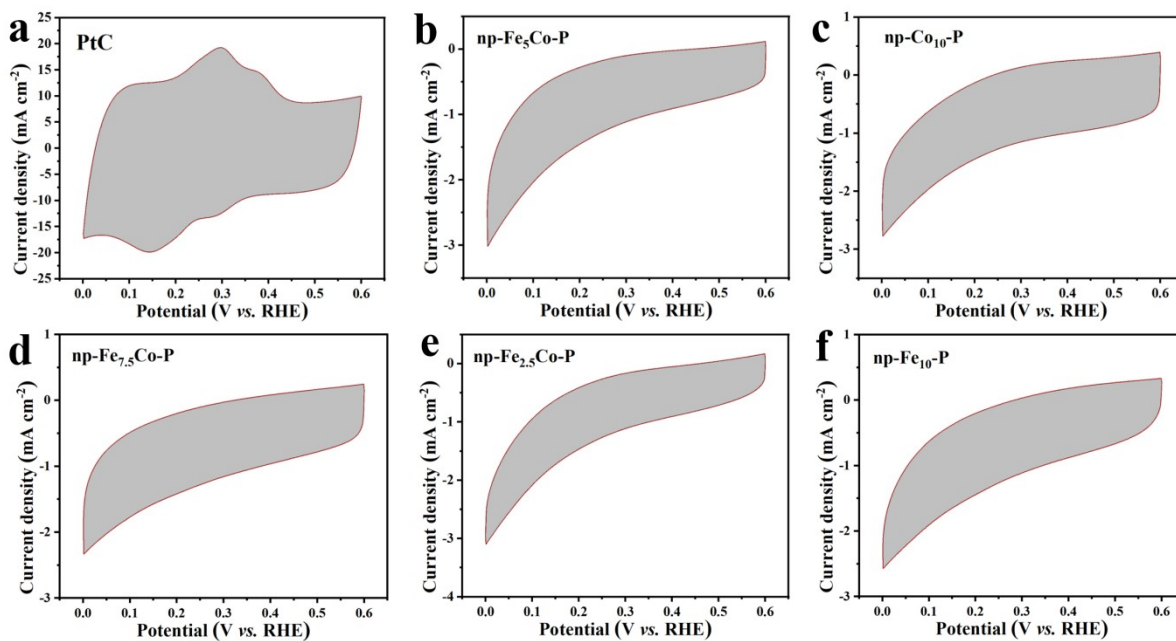 a
PtC
Current density (mA cm⁻²)
25
20
15
10
5
0
-5
-10
-15
-20
-25
0.0 0.1 0.2 0.3 0.4 0.5 0.6
Potential (V vs. RHE)
b
np-Fe₅Co-P
Current density (mA cm⁻²)
0
-1
-2
-3
0.0 0.1 0.2 0.3 0.4 0.5 0.6
Potential (V vs. RHE)
c
np-Co₁₀-P
Current density (mA cm⁻²)
1
0
-1
-2
-3
0.0 0.1 0.2 0.3 0.4 0.5 0.6
Potential (V vs. RHE)
d
np-Fe₇.₅Co-P
Current density (mA cm⁻²)
1
0
-1
-2
-3
0.0 0.1 0.2 0.3 0.4 0.5 0.6
Potential (V vs. RHE)
e
np-Fe₂.₅Co-P
Current density (mA cm⁻²)
0
-1
-2
-3
-4
0.0 0.1 0.2 0.3 0.4 0.5 0.6
Potential (V vs. RHE)
f
np-Fe₁₀-P
Current density (mA cm⁻²)
1
0
-1
-2
-3
0.0 0.1 0.2 0.3 0.4 0.5 0.6
Potential (V vs. RHE)